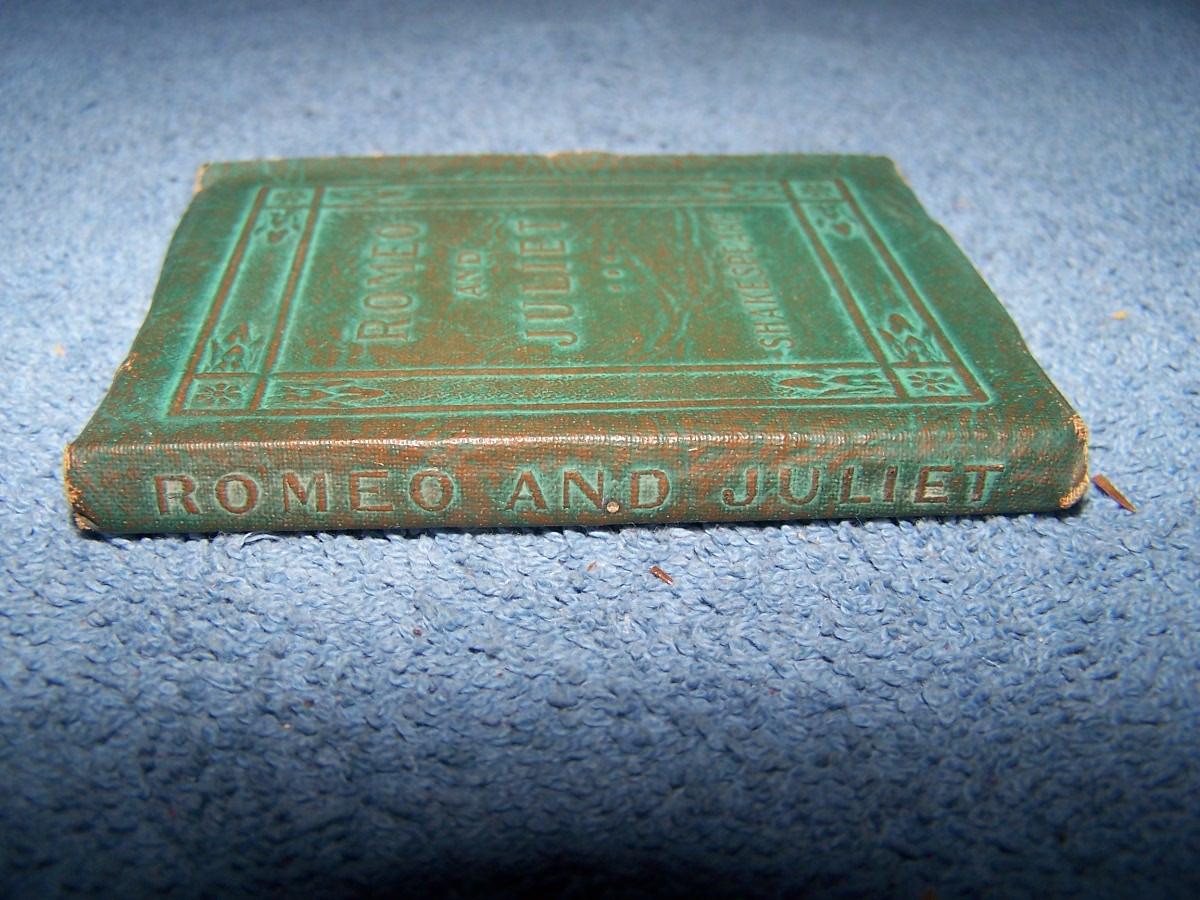 ROMEO
AND
JULIET
SHAKESPEARE
ROMEO AND JULIET